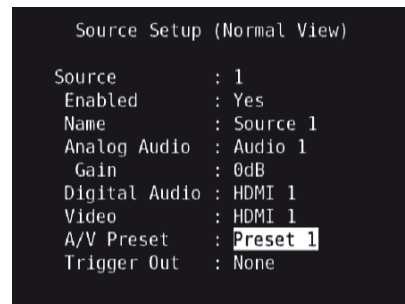 Source Setup (Normal View)
Source : 1
Enabled : Yes
Name : Source 1
Analog Audio : Audio 1
Gain : 0dB
Digital Audio : HDMI 1
Video : HDMI 1
A/V Preset : Preset 1
Trigger Out : None